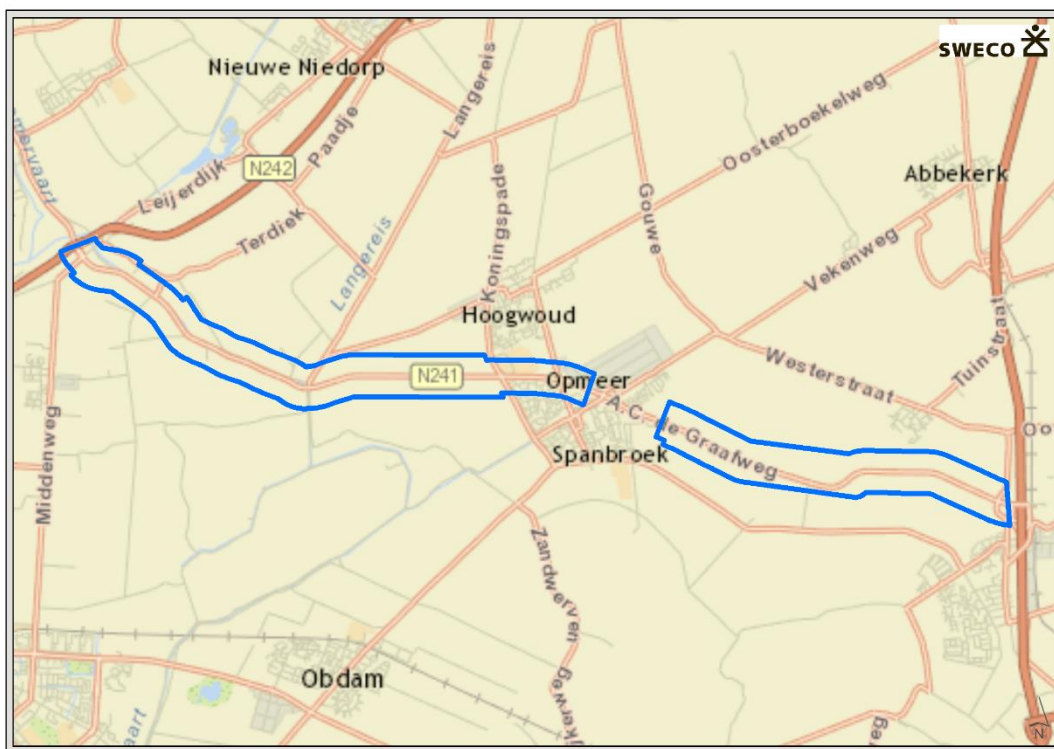 SWECO
Nieuwe Niedorp
Langereis
Paadje
N242
Leijerdijk
Terdiek
Langereis
Koningspade
Gouwe
Oosterboekelweg
Abbekerk
Vekenweg
Hoogwoud
Tuinstraat
Westerstraat
N241
Opmeer
A.C. de Graafweg
Spanbroek
Middenweg
Zandwerven
Obdam
N